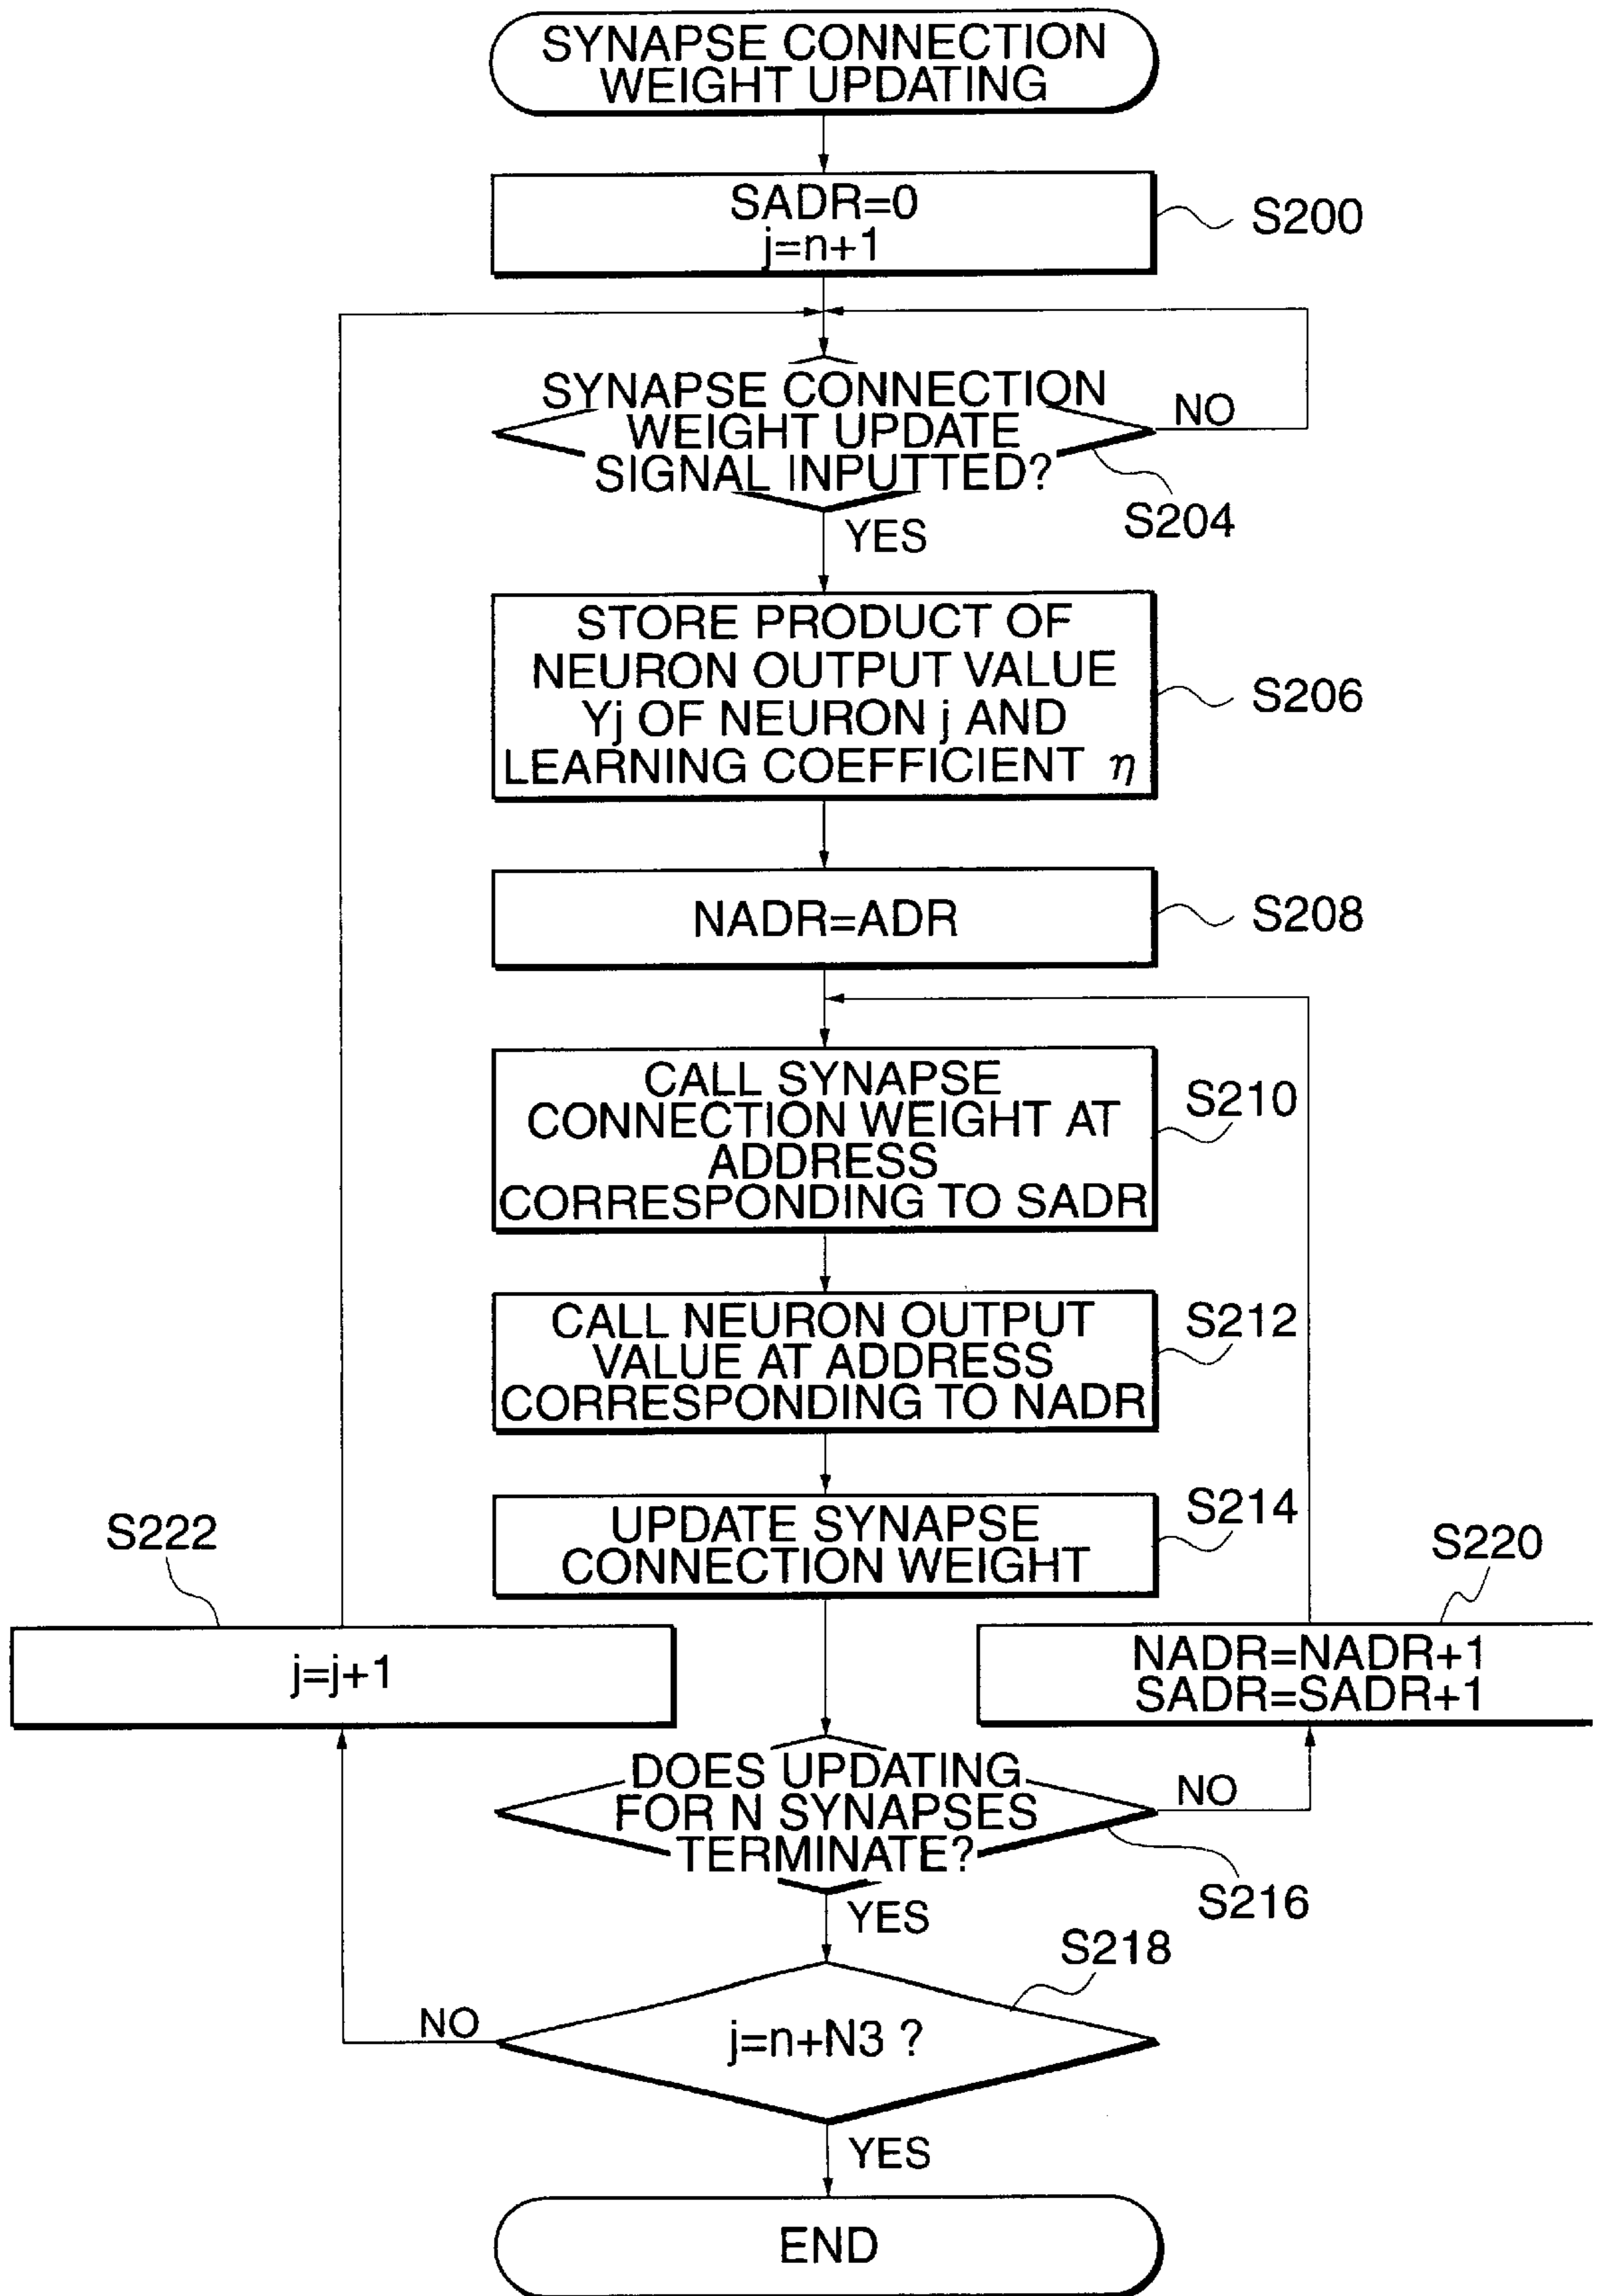 SYNAPSE CONNECTION
WEIGHT UPDATING
SADR=0
j=n+1
S200
SYNAPSE CONNECTION
WEIGHT UPDATE
SIGNAL INPUTTED?
NO
S204
YES
STORE PRODUCT OF
NEURON OUTPUT VALUE
Yj OF NEURON j AND
LEARNING COEFFICIENT η
S206
NADR=ADR
S208
CALL SYNAPSE
CONNECTION WEIGHT AT
ADDRESS
CORRESPONDING TO SADR
S210
CALL NEURON OUTPUT
VALUE AT ADDRESS
CORRESPONDING TO NADR
S212
UPDATE SYNAPSE
CONNECTION WEIGHT
S214
S222
j=j+1
S220
NADR=NADR+1
SADR=SADR+1
DOES UPDATING
FOR N SYNAPSES
TERMINATE?
NO
S216
YES
S218
j=n+N3 ?
NO
YES
END